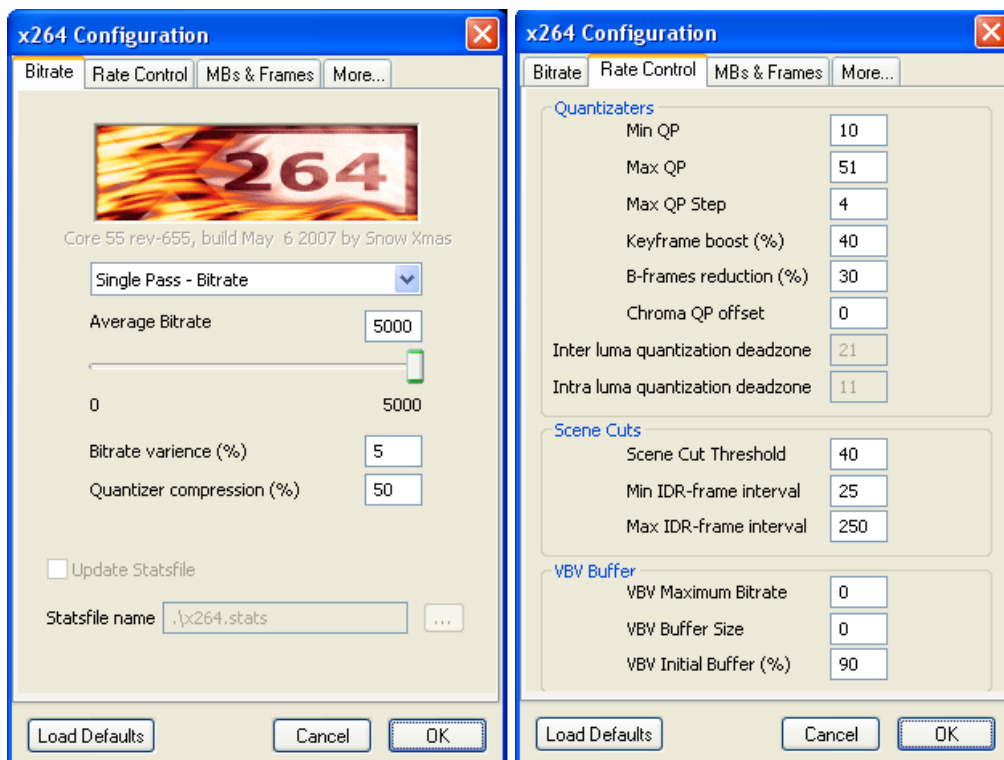 x264 Configuration
Bitrate Rate Control MBs & Frames More...
264
Core 55 rev-655, build May 6 2007 by Snow Xmas
Single Pass - Bitrate
Average Bitrate 5000
0 5000
Bitrate varience (%) 5
Quantizer compression (%) 50
Update Statsfile
Statsfile name .\x264.stats ...
Load Defaults Cancel OK
x264 Configuration
Bitrate Rate Control MBs & Frames More...
Quantizaters
Min QP 10
Max QP 51
Max QP Step 4
Keyframe boost (%) 40
B-frames reduction (%) 30
Chroma QP offset 0
Inter luma quantization deadzone 21
Intra luma quantization deadzone 11
Scene Cuts
Scene Cut Threshold 40
Min IDR-frame interval 25
Max IDR-frame interval 250
VBV Buffer
VBV Maximum Bitrate 0
VBV Buffer Size 0
VBV Initial Buffer (%) 90
Load Defaults Cancel OK